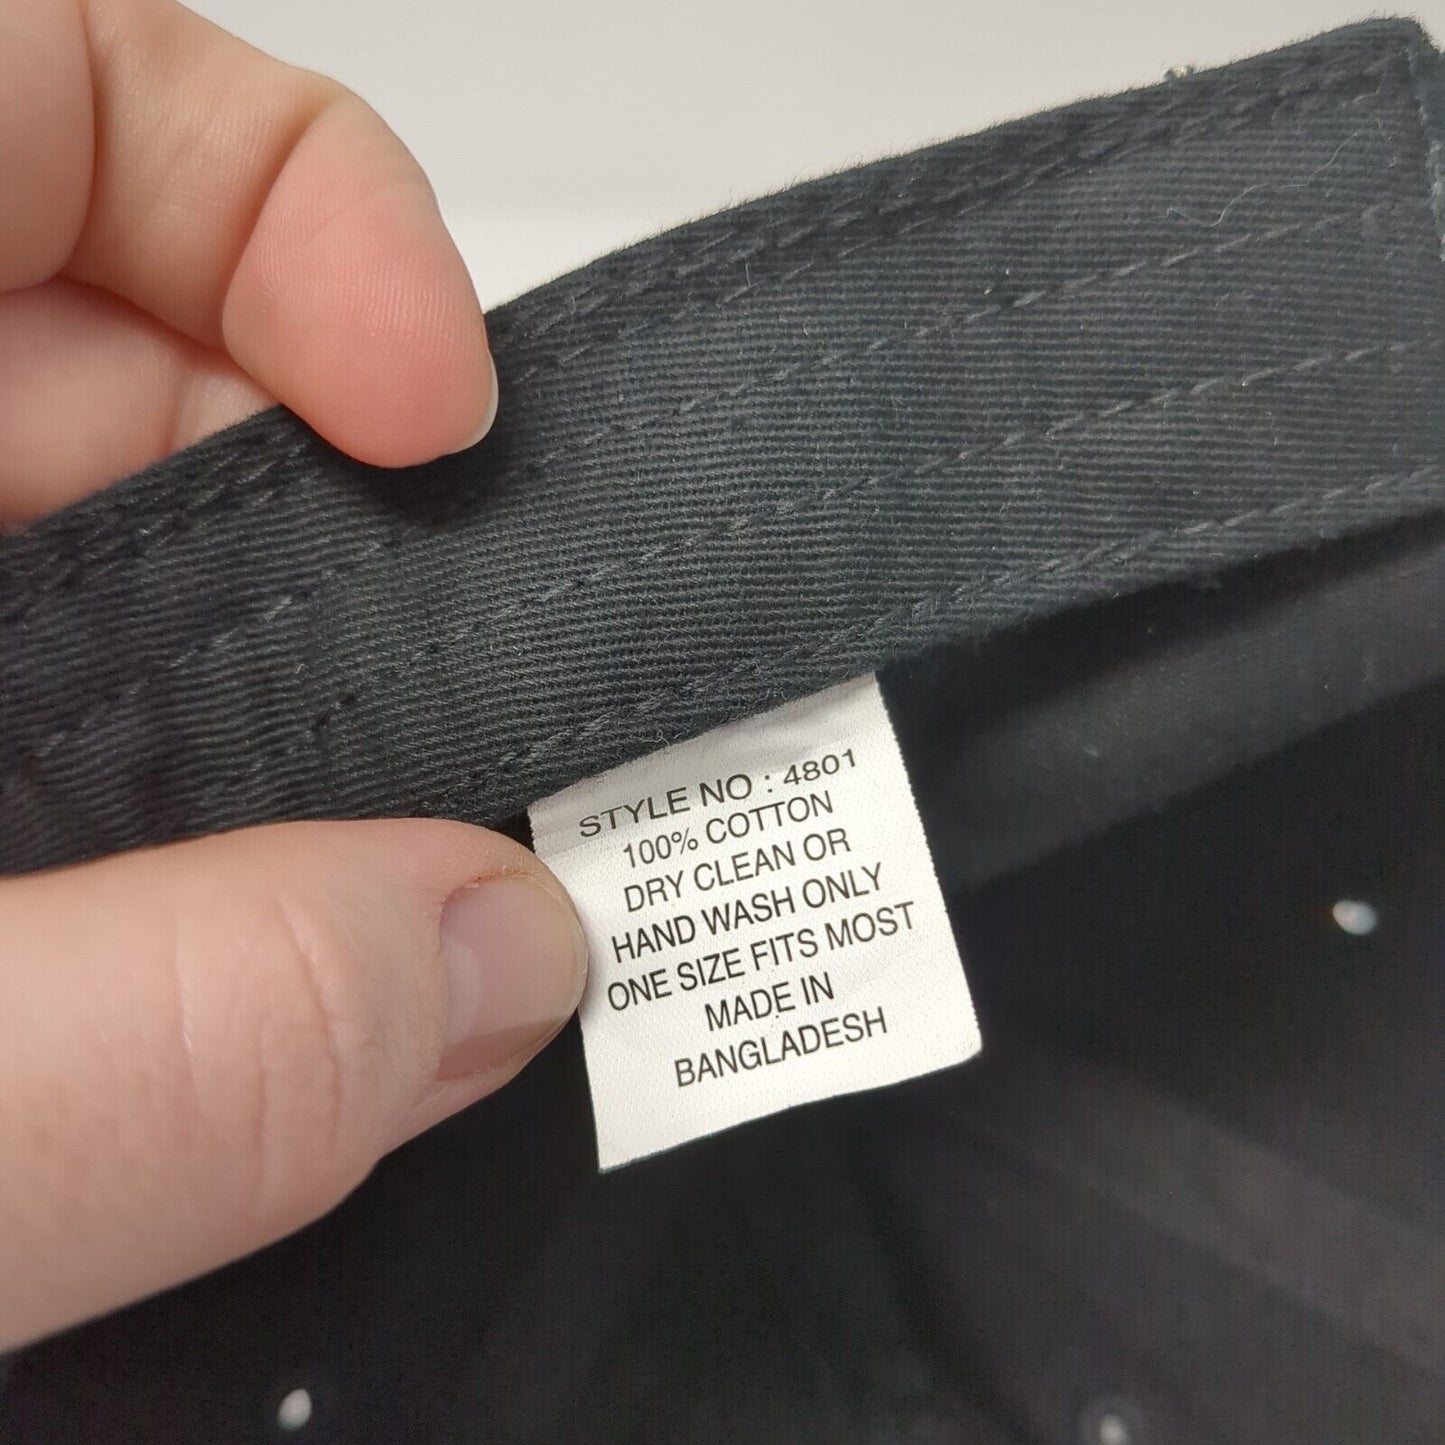 STYLE NO : 4801
100% COTTON
DRY CLEAN OR
HAND WASH ONLY
ONE SIZE FITS MOST
MADE IN
BANGLADESH